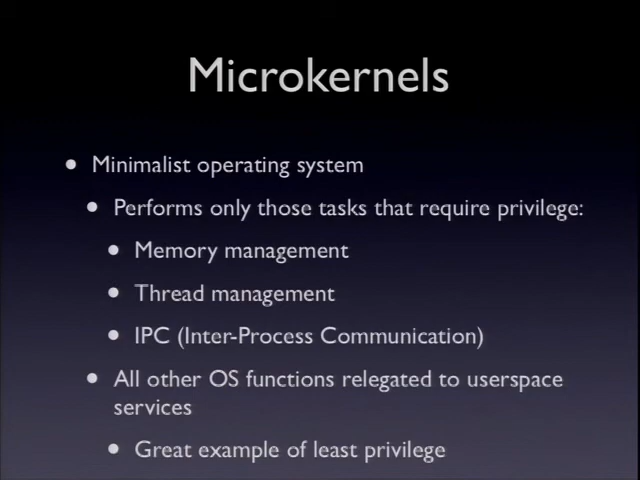 Microkernels
• Minimalist operating system
• Performs only those tasks that require privilege:
• Memory management
• Thread management
• IPC (Inter-Process Communication)
• All other OS functions relegated to userspace
services
• Great example of least privilege